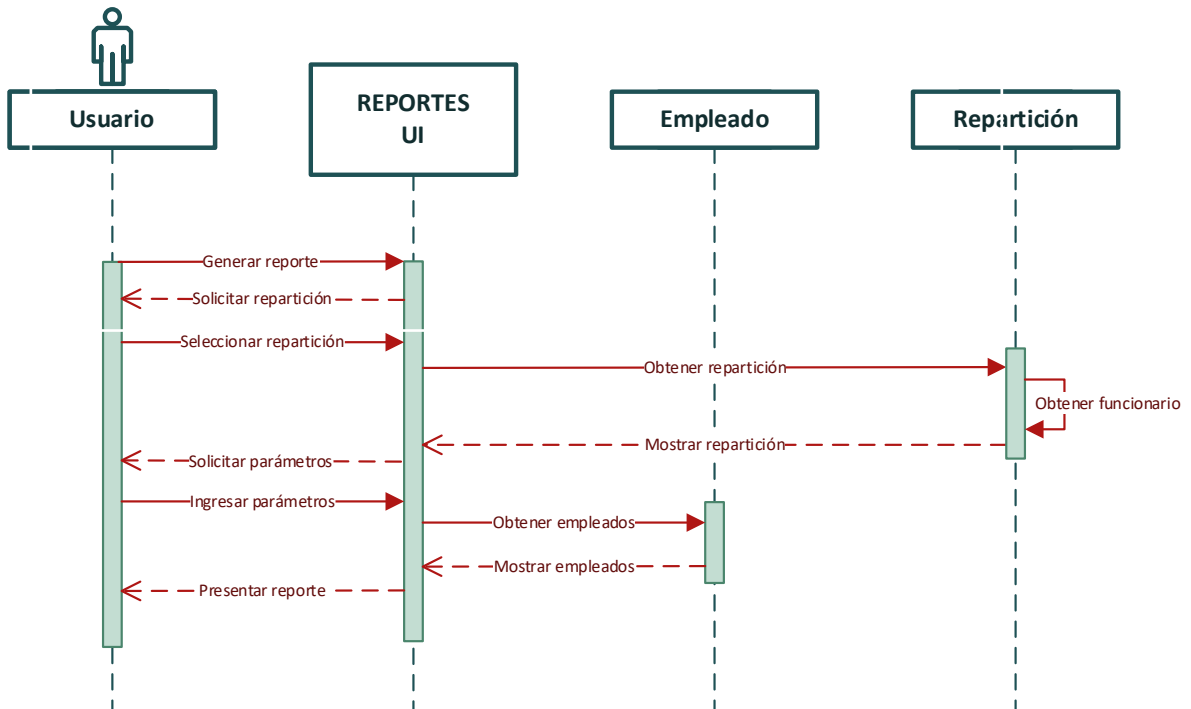 Usuario
REPORTES
UI
Empleado
Repartición
Generar reporte
Solicitar repartición
Seleccionar repartición
Obtener repartición
Obtener funcionario
Mostrar repartición
Solicitar parámetros
Ingresar parámetros
Obtener empleados
Mostrar empleados
Presentar reporte